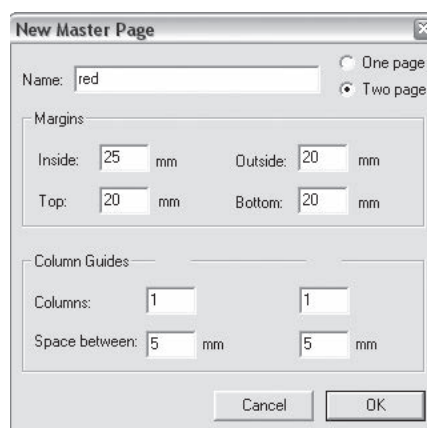 New Master Page
Name: red
One page
Two page
Margins
Inside: 25 mm Outside: 20 mm
Top: 20 mm Bottom: 20 mm
Column Guides
Columns: 1 1
Space between: 5 mm 5 mm
Cancel OK